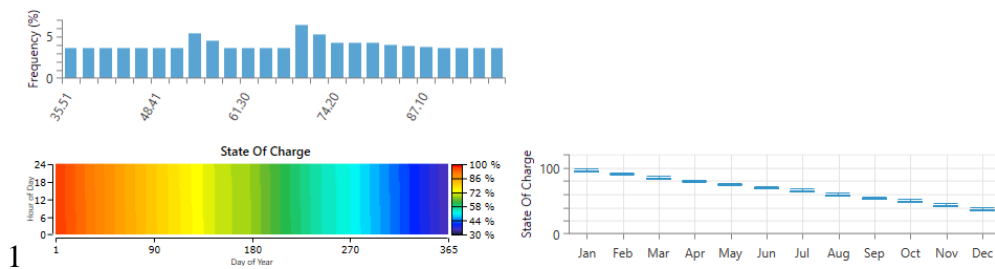 Frequency (%)
5
0
35.51 48.41 61.30 74.20 87.10
State Of Charge
Hour of Day
24
18
12
6
0
1 90 180 270 365
Day of Year
100 %
86 %
72 %
58 %
44 %
30 %
State Of Charge
100
0
Jan Feb Mar Apr May Jun Jul Aug Sep Oct Nov Dec
1